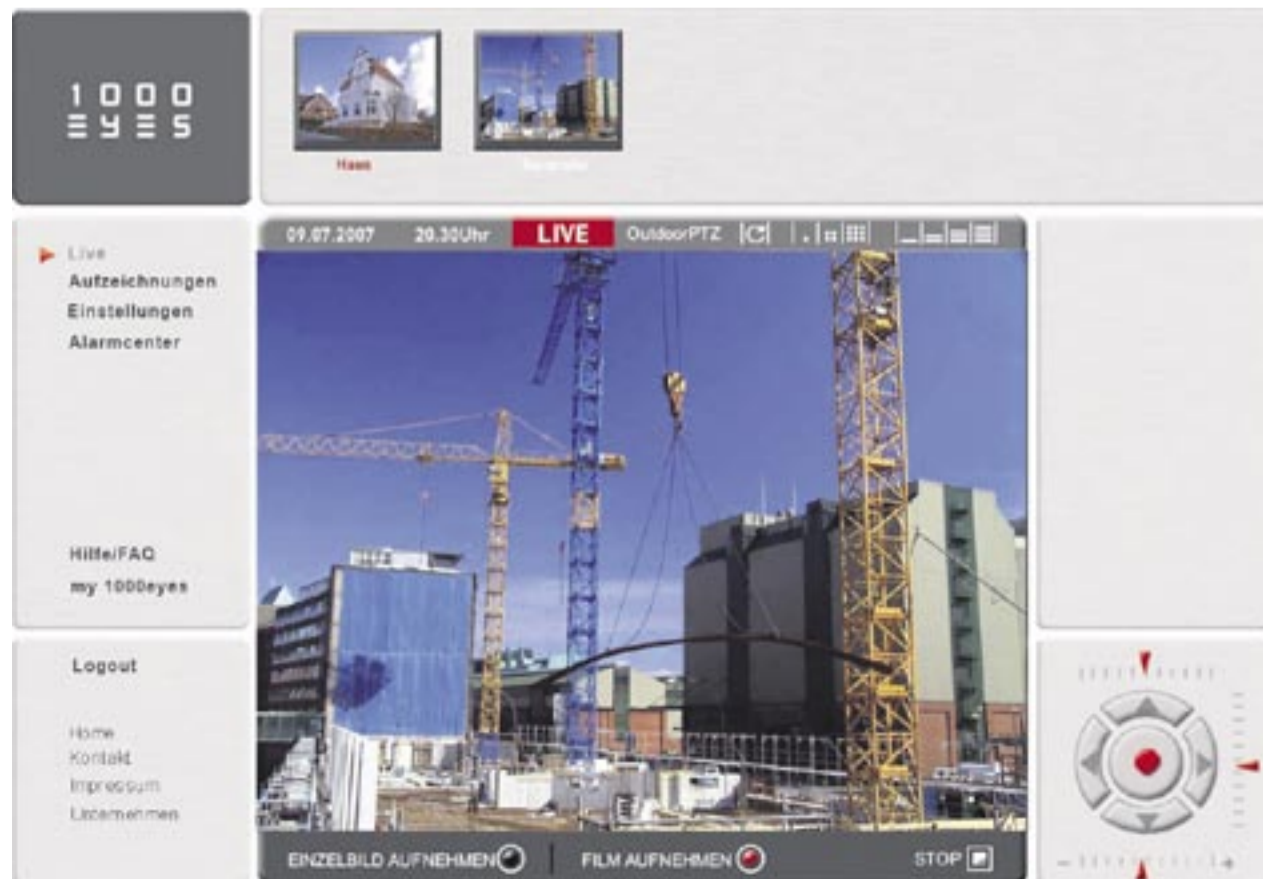 1000
EYES
Haus
09.07.2007 20.30Uhr LIVE OutdoorPTZ
Live
Aufzeichnungen
Einstellungen
Alarmcenter
Hilfe/FAQ
my 1000eyes
Logout
Home
Kontakt
Impressum
Unternehmen
EINZELBILD AUFNEHMEN FILM AUFNEHMEN STOP